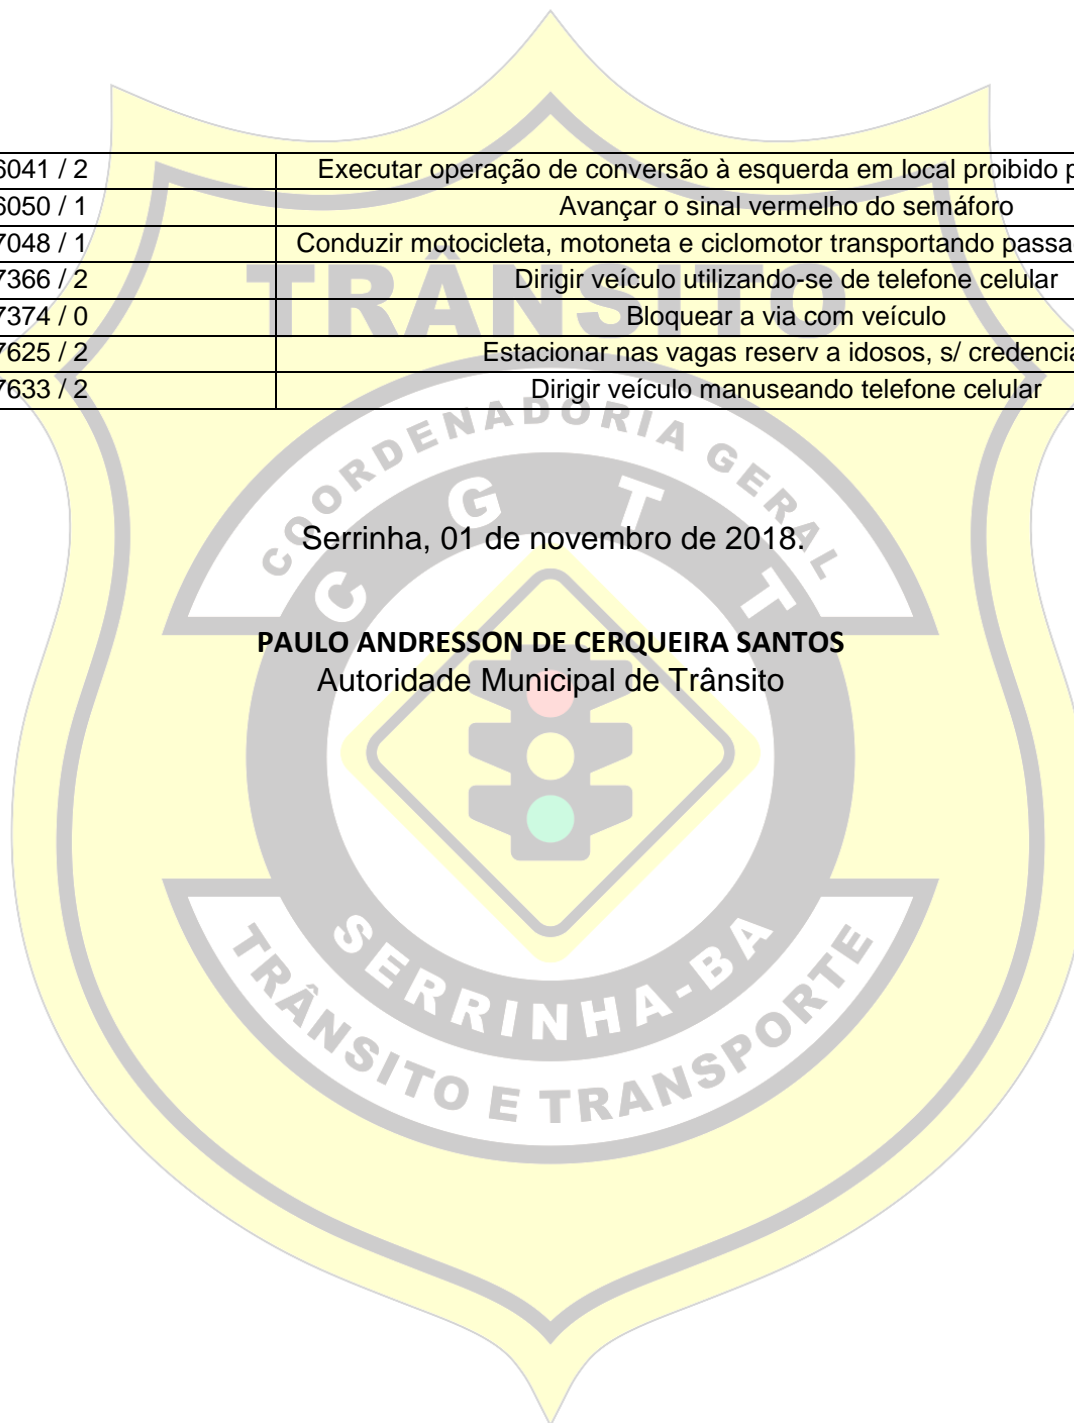 6041 / 2 Executar operação de conversão à esquerda em local proibido
6050 / 1 Avançar o sinal vermelho do semáforo
7048 / 1 Conduzir motocicleta, motoneta e ciclomotor transportando
7366 / 2 Dirigir veículo utilizando-se de telefone celular
7374 / 0 Bloquear a via com veículo
7625 / 2 Estacionar nas vagas reserv a idosos, s/
7633 / 2 Dirigir veículo manuseando telefone celular
TRÂNSITO
COORDENADORIA GERAL
C G T T
Serrinha, 01 de novembro de 2018.
PAULO ANDRESSON DE CERQUEIRA SANTOS
Autoridade Municipal de Trânsito
SERRINHA-BA
TRÂNSITO E TRANSPORTE